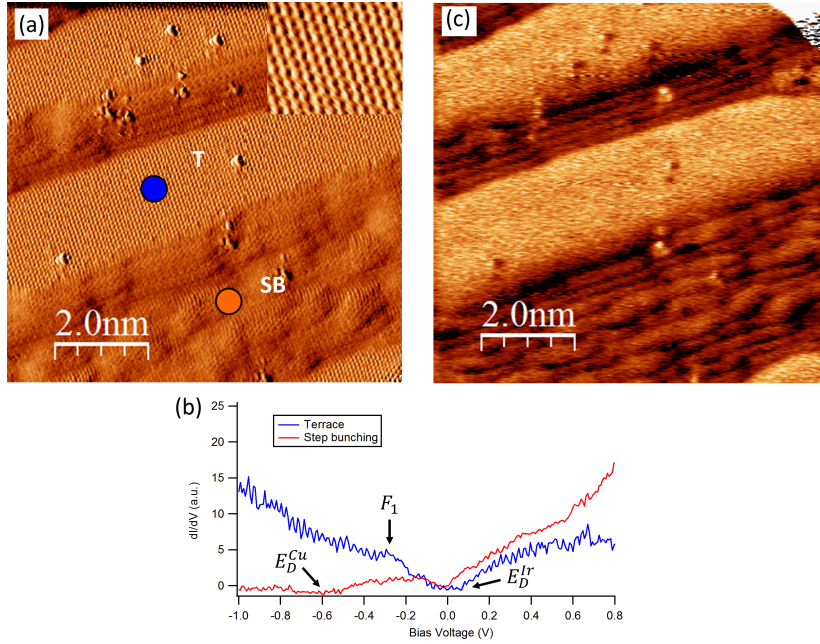 (a)
T
SB
2.0nm
(c)
2.0nm
(b)
25
20
15
10
5
0
dI/dV (a.u.)
Terrace
Step bunching
F₁
E_D^Cu
E_D^Ir
-1.0 -0.8 -0.6 -0.4 -0.2 0.0 0.2 0.4 0.6 0.8
Bias Voltage (V)